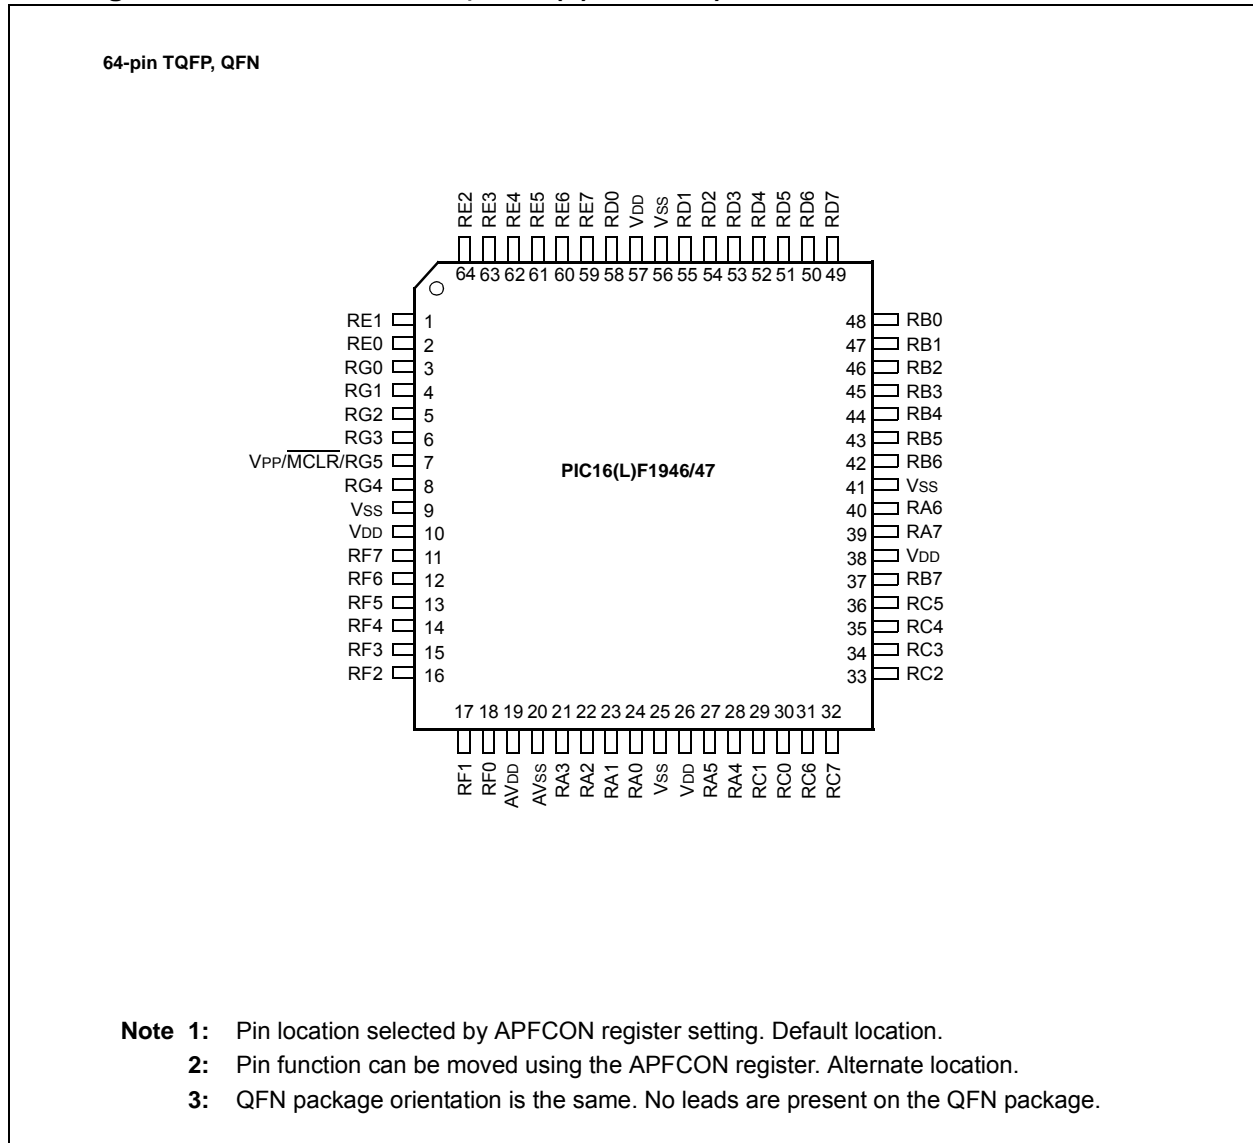 64-pin TQFP, QFN
RE2 RE3 RE4 RE5 RE6 RE7 RD0 VDD VSS RD1 RD2 RD3 RD4 RD5 RD6 RD7
64 63 62 61 60 59 58 57 56 55 54 53 52 51 50 49
RE1 1 48 RB0
RE0 2 47 RB1
RG0 3 46 RB2
RG1 4 45 RB3
RG2 5 44 RB4
RG3 6 43 RB5
VPP/MCLR/RG5 7 42 RB6
PIC16(L)F1946/47
RG4 8 41 VSS
VSS 9 40 RA6
VDD 10 39 RA7
RF7 11 38 VDD
RF6 12 37 RB7
RF5 13 36 RC5
RF4 14 35 RC4
RF3 15 34 RC3
RF2 16 33 RC2
17 18 19 20 21 22 23 24 25 26 27 28 29 30 31 32
RF1 RF0 AVDD AVSS RA3 RA2 RA1 RA0 VSS VDD RA5 RA4 RC1 RC0 RC6 RC7
Note 1: Pin location selected by APFCON register setting. Default location.
2: Pin function can be moved using the APFCON register. Alternate location.
3: QFN package orientation is the same. No leads are present on the QFN package.